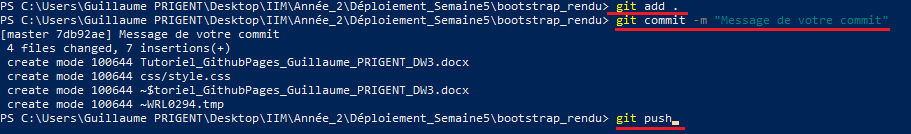 PS C:\Users\Guillaume PRIGENT\Desktop\IIM\Année_2\Déploiement_Semaine5\bootstrap_rendu> git add .
PS C:\Users\Guillaume PRIGENT\Desktop\IIM\Année_2\Déploiement_Semaine5\bootstrap_rendu> git commit -m "Message de votre commit"
[master 7db92ae] Message de votre commit
 4 files changed, 7 insertions(+)
 create mode 100644 Tutoriel_GithubPages_Guillaume_PRIGENT_DW3.docx
 create mode 100644 css/style.css
 create mode 100644 ~$toriel_GithubPages_Guillaume_PRIGENT_DW3.docx
 create mode 100644 ~WRL0294.tmp
PS C:\Users\Guillaume PRIGENT\Desktop\IIM\Année_2\Déploiement_Semaine5\bootstrap_rendu> git push